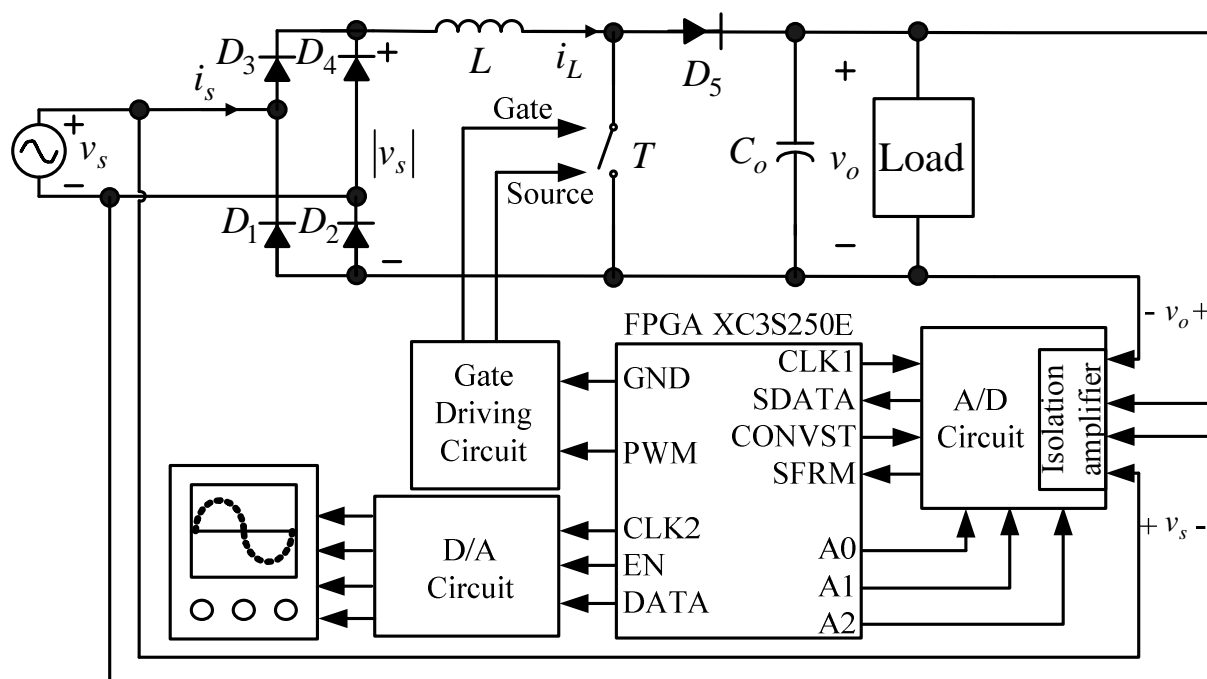 D3 D4 +
L
iL
D5
is
+ vs −
|vs|
Gate
Source
T
Co
+
vo
−
Load
D1 D2 −
FPGA XC3S250E
- vo +
Gate
Driving
Circuit
GND
PWM
CLK2
EN
DATA
CLK1
SDATA
CONVST
SFRM
A0
A1
A2
A/D
Circuit
Isolation
amplifier
+ vs -
D/A
Circuit